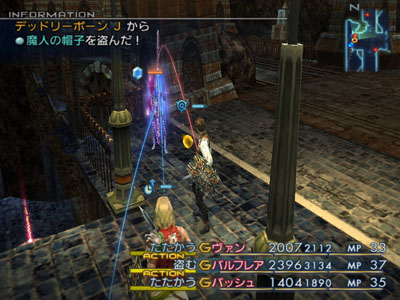 INFORMATION
デッドリーボーン J から
魔人の帽子を盗んだ!
N
たたかう Gヴァン 2007 2112 MP 33
ACTION
盗む Gバルフレア 2396 3134 MP 37
ACTION
たたかう Gバッシュ 1404 1890 MP 35